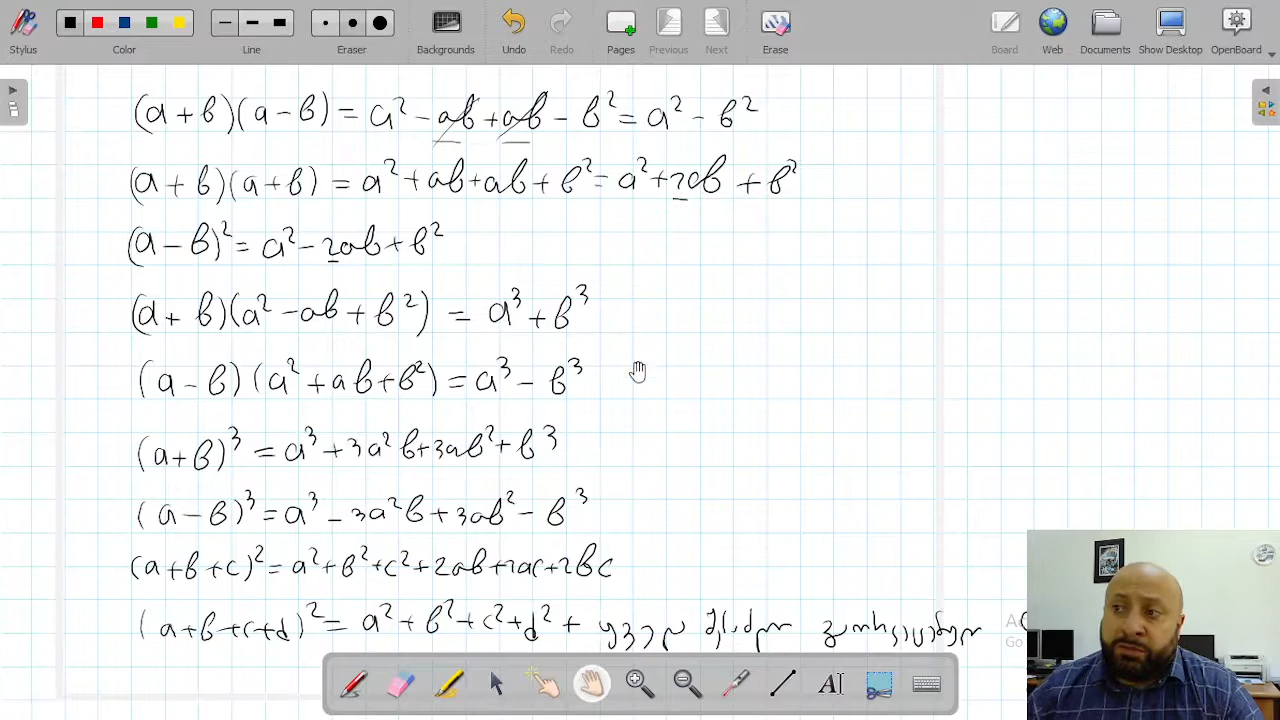 Stylus Color Line Eraser Backgrounds Undo Redo Pages Previous Next Erase Board Web Documents Show Desktop OpenBoard
(a+b)(a-b) = a² - ab + ab - b² = a² - b²
(a+b)(a+b) = a² + ab + ab + b² = a² + 2ab + b²
(a-b)² = a² - 2ab + b²
(a+b)(a² - ab + b²) = a³ + b³
(a-b)(a² + ab + b²) = a³ - b³
(a+b)³ = a³ + 3a²b + 3ab² + b³
(a-b)³ = a³ - 3a²b + 3ab² - b³
(a+b+c)² = a² + b² + c² + 2ab + 2ac + 2bc
(a+b+c+d)² = a² + b² + c² + d² + ყველა
Go